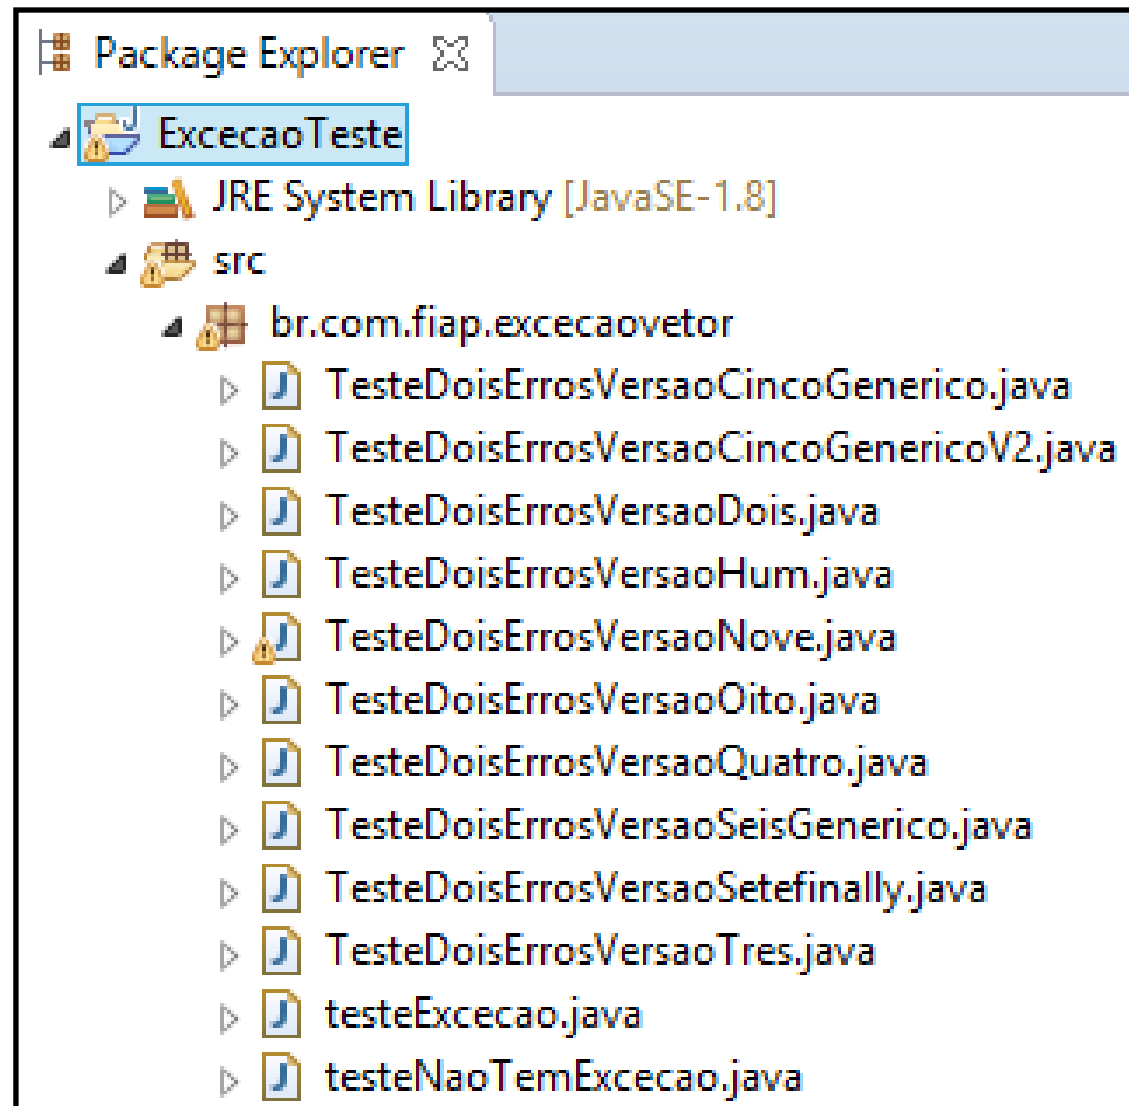 Package Explorer
ExcecaoTeste
JRE System Library [JavaSE-1.8]
src
br.com.fiap.excecaovetor
TesteDoisErrosVersaoCincoGenerico.java
TesteDoisErrosVersaoCincoGenericoV2.java
TesteDoisErrosVersaoDois.java
TesteDoisErrosVersaoHum.java
TesteDoisErrosVersaoNove.java
TesteDoisErrosVersaoOito.java
TesteDoisErrosVersaoQuatro.java
TesteDoisErrosVersaoSeisGenerico.java
TesteDoisErrosVersaoSetefinally.java
TesteDoisErrosVersaoTres.java
testeExcecao.java
testeNaoTemExcecao.java